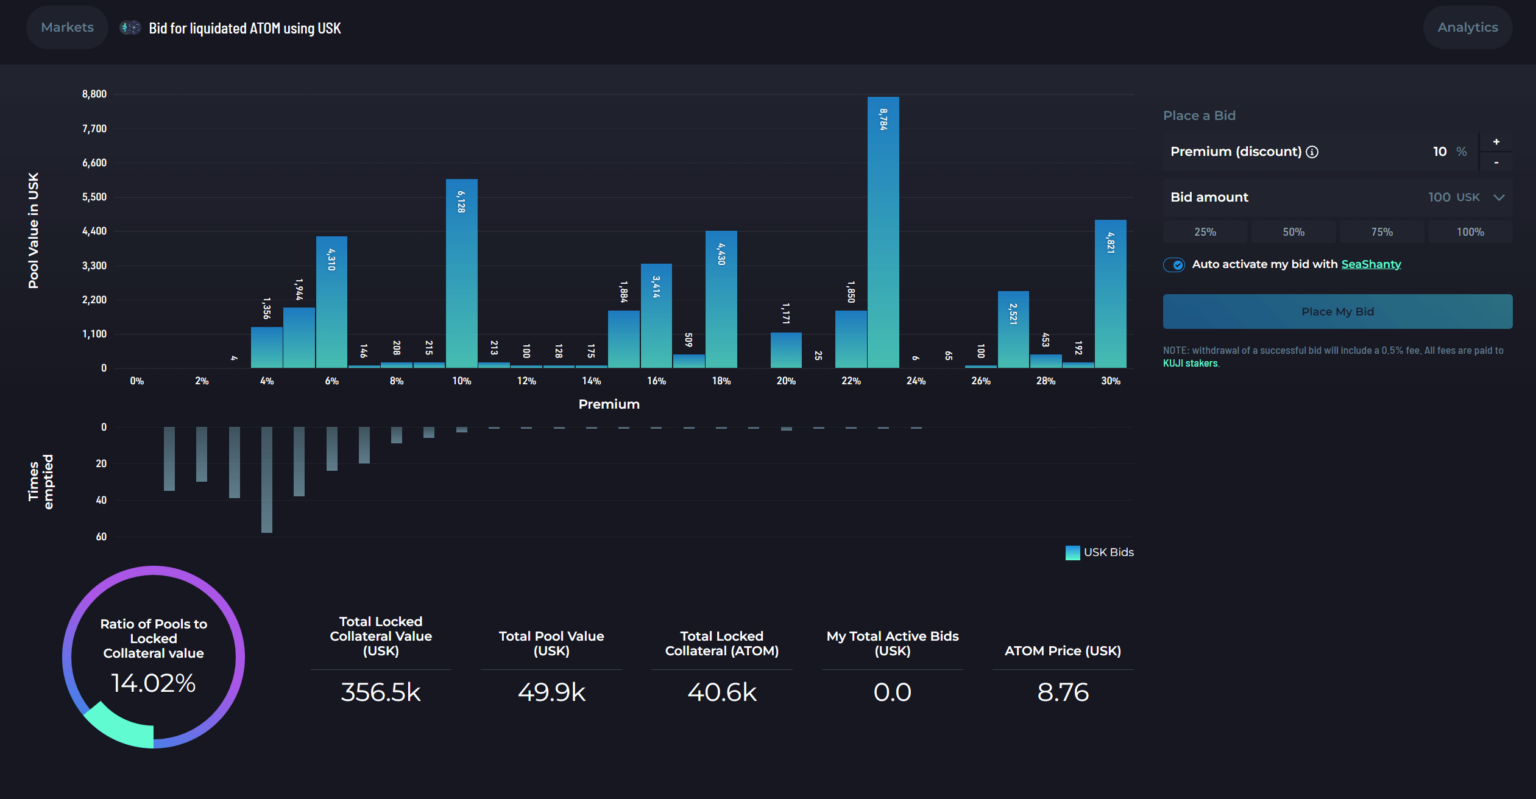 Markets
Bid for liquidated ATOM using USK
Analytics
Pool Value in USK
8,800
7,700
6,600
5,500
4,400
3,300
2,200
1,100
0
4
1,356
1,944
4,310
146
208
215
6,128
213
100
128
175
1,884
3,414
509
4,430
1,171
25
1,850
8,784
6
65
100
2,521
453
192
4,821
0%
2%
4%
6%
8%
10%
12%
14%
16%
18%
20%
22%
24%
26%
28%
30%
Premium
Times
emptied
0
20
40
60
USK Bids
Place a Bid
Premium (discount)
10 %
+
-
Bid amount
100 USK
25%
50%
75%
100%
Auto activate my bid with SeaShanty
Place My Bid
NOTE: withdrawal of a successful bid will include a 0.5% fee. All fees are paid to
KUJI stakers.
Ratio of Pools to
Locked
Collateral value
14.02%
Total Locked
Collateral Value
(USK)
356.5k
Total Pool Value
(USK)
49.9k
Total Locked
Collateral (ATOM)
40.6k
My Total Active Bids
(USK)
0.0
ATOM Price (USK)
8.76